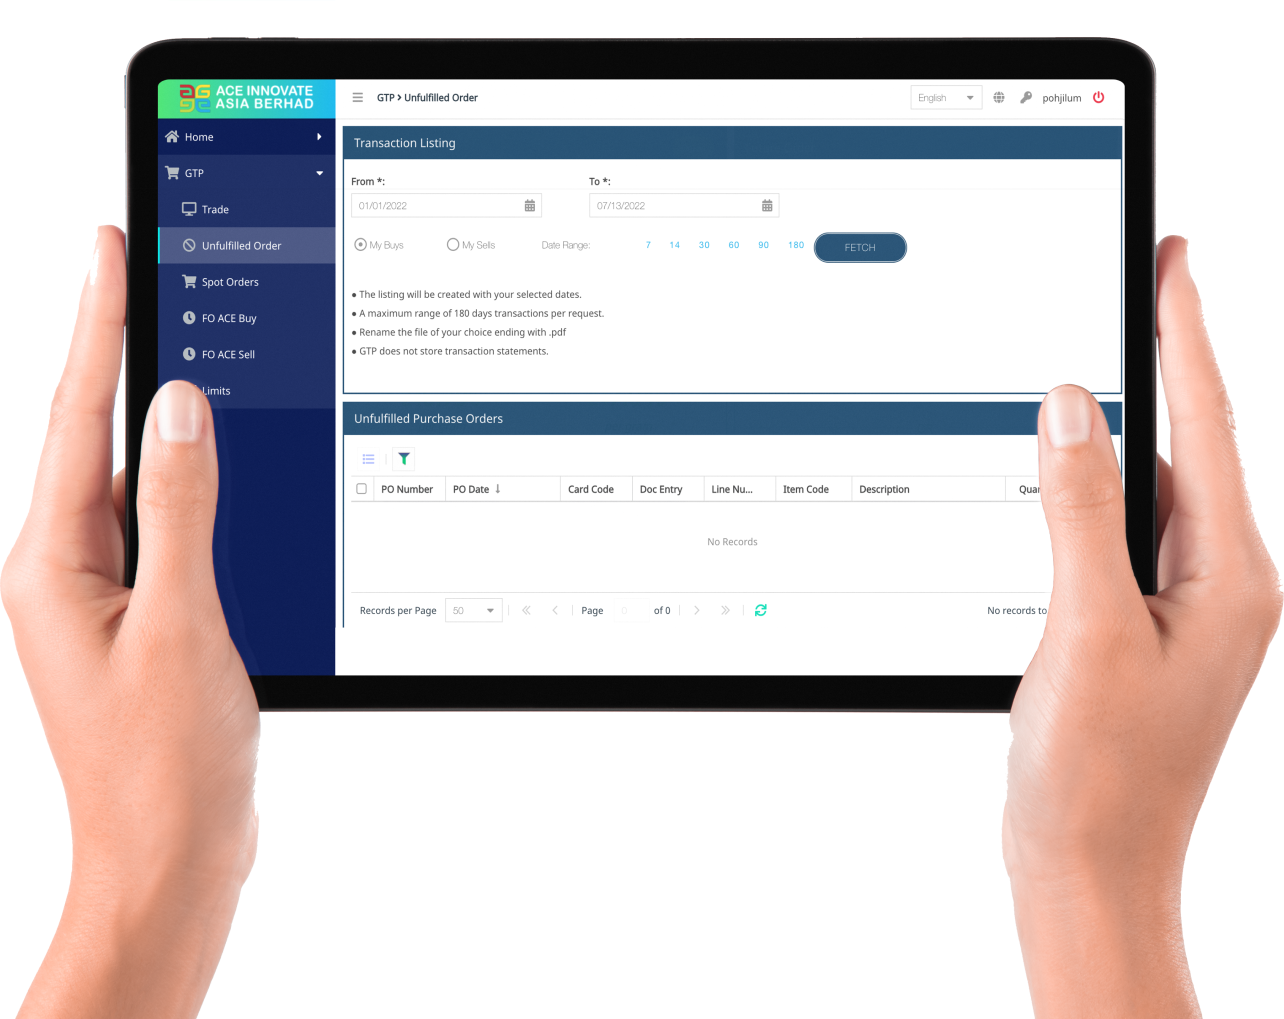 ACE INNOVATE
ASIA BERHAD
GTP > Unfulfilled Order
English
pohjilum
Home
GTP
Trade
Unfulfilled Order
Spot Orders
FO ACE Buy
FO ACE Sell
Limits
Transaction Listing
From *:
To *:
01/01/2022
07/13/2022
My Buys
My Sells
Date Range:
7 14 30 60 90 180
FETCH
● The listing will be created with your selected dates.
● A maximum range of 180 days transactions per request.
● Rename the file of your choice ending with .pdf
● GTP does not store transaction statements.
Unfulfilled Purchase Orders
PO Number PO Date ↓ Card Code Doc Entry Line Nu... Item Code Description Quan
No Records
Records per Page 50 Page 0 of 0
No records to